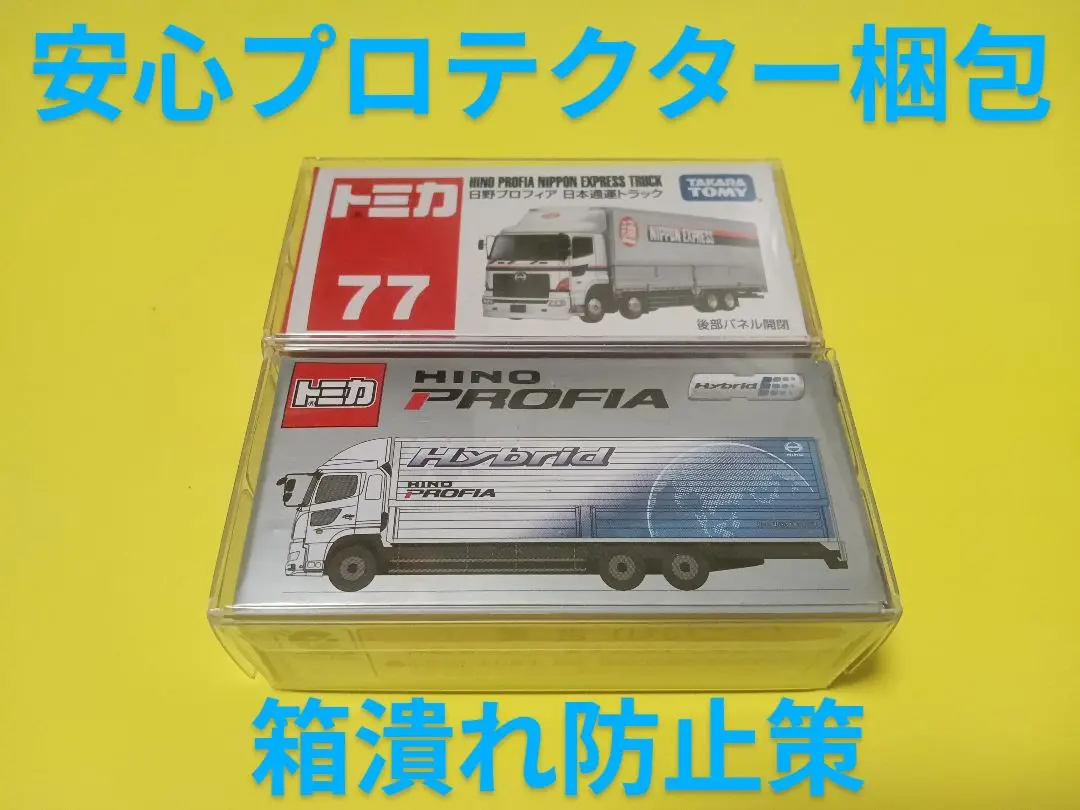 安心プロテクター梱包
トミカ
77
HINO PROFIA NIPPON EXPRESS TRUCK
日野プロフィア 日本通運トラック
TAKARA TOMY
通
NIPPON EXPRESS
後部パネル開閉
トミカ
HINO
PROFIA
Hybrid
Hybrid
HINO
PROFIA
箱潰れ防止策